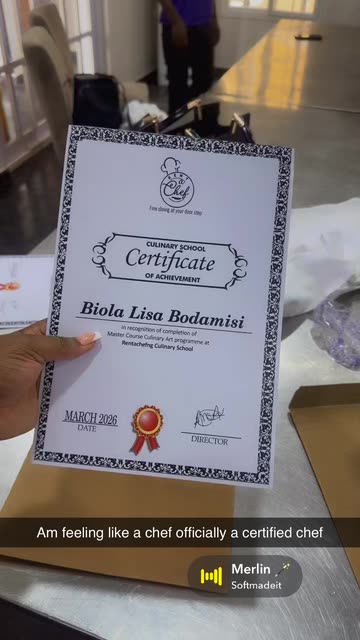 Chef
Fine dining at your door step
CULINARY SCHOOL
Certificate
OF ACHIEVEMENT
Biola Lisa Bodamisi
in recognition of completion of
Master Course Culinary Art programme at
Rentachefng Culinary School
MARCH 2026
DATE
DIRECTOR
Am feeling like a chef officially a certified chef
Merlin 🪄
Softmadeit